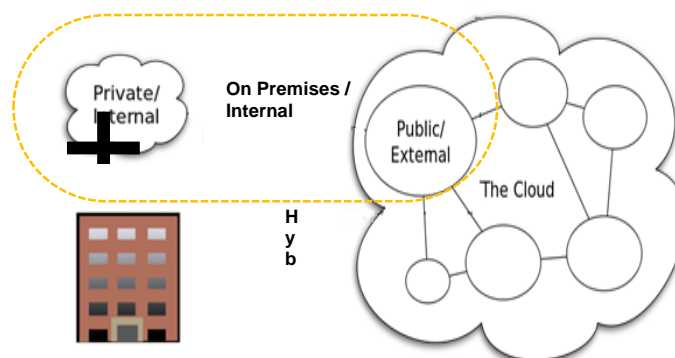 Private/
Internal
On Premises /
Internal
Public/
External
The Cloud
H
y
b